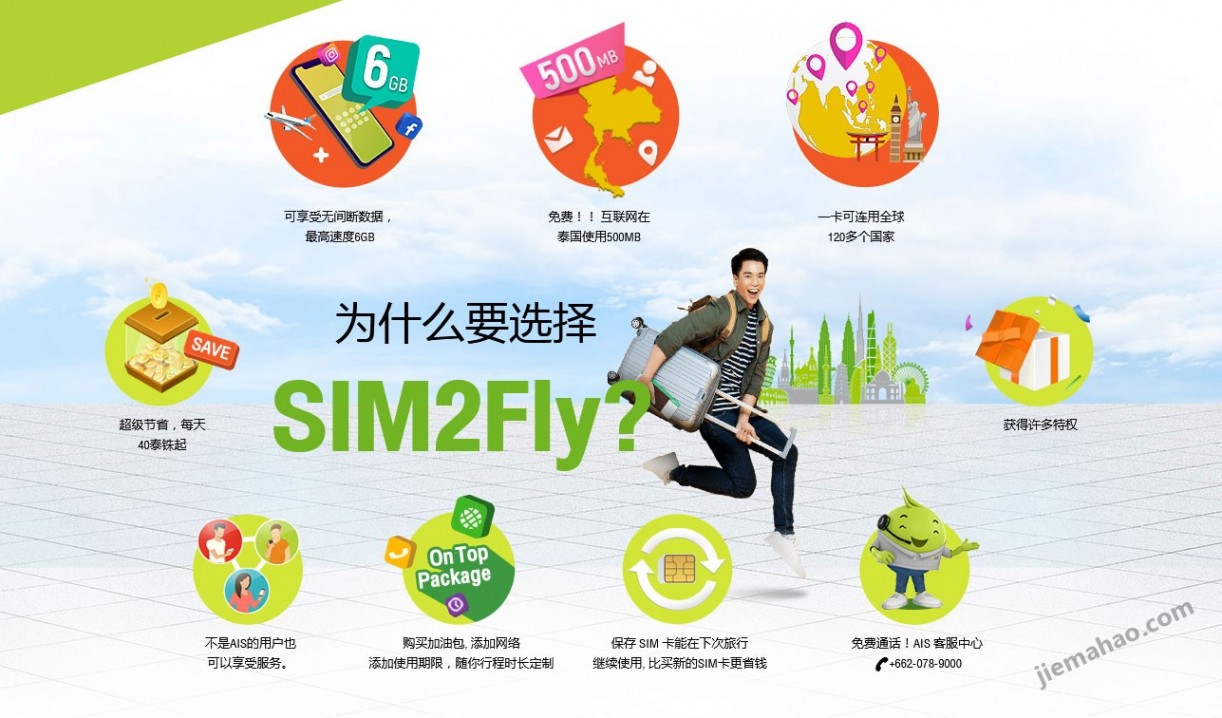 6 GB
500MB
可享受无间断数据，
最高速度6GB
免费！！互联网在
泰国使用500MB
一卡可连用全球
120多个国家
为什么要选择
SIM2Fly?
SAVE
超级节省，每天
40泰铢起
获得许多特权
On Top
Package
不是AIS的用户也
可以享受服务。
购买加油包, 添加网络
添加使用期限，随你行程时长定制
保存 SIM 卡能在下次旅行
继续使用, 比买新的SIM卡更省钱
免费通话！AIS 客服中心
+662-078-9000
jiemahao.com